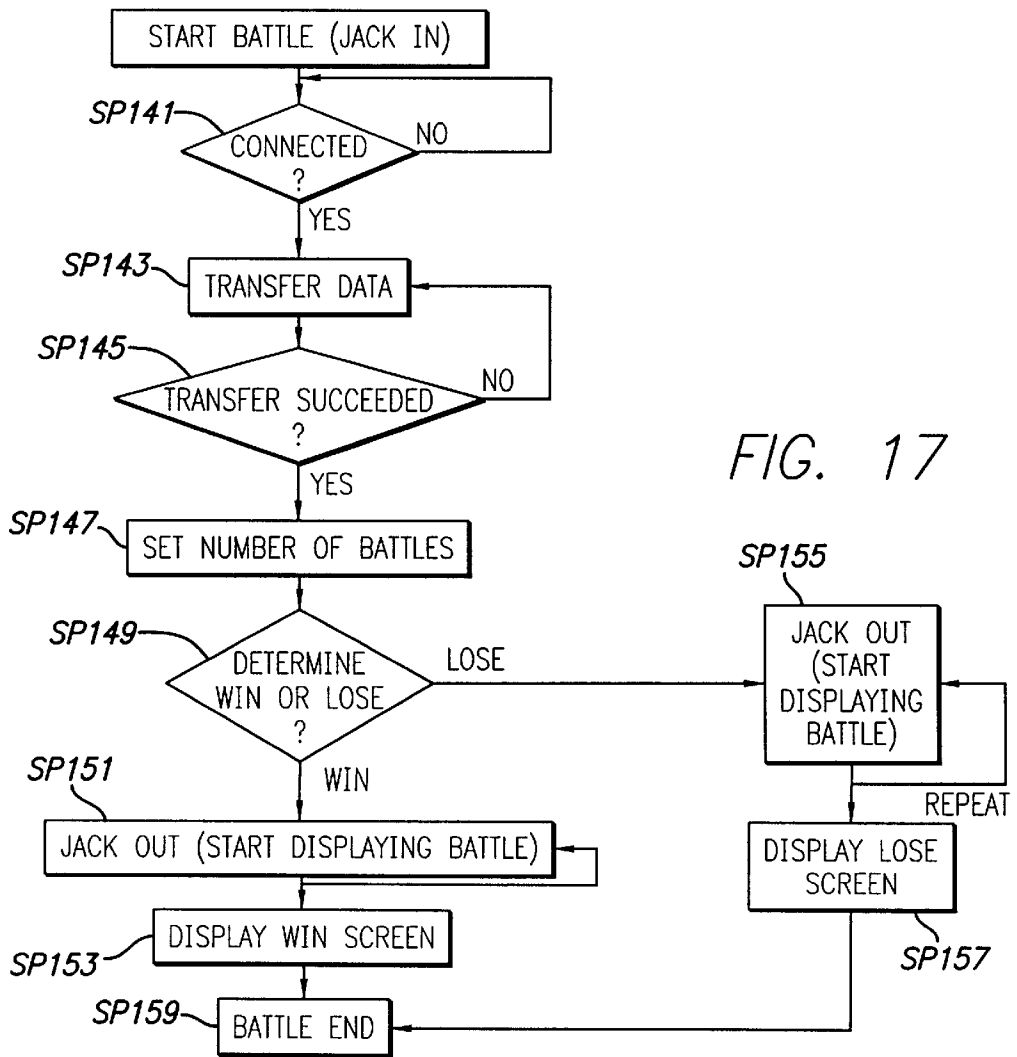 START BATTLE (JACK IN)
SP141
CONNECTED
?
NO
YES
SP143
TRANSFER DATA
SP145
TRANSFER SUCCEEDED
?
NO
YES
FIG. 17
SP147
SET NUMBER OF BATTLES
SP149
DETERMINE
WIN OR LOSE
?
LOSE
WIN
SP155
JACK OUT
(START
DISPLAYING
BATTLE)
REPEAT
SP151
JACK OUT (START DISPLAYING BATTLE)
DISPLAY LOSE
SCREEN
SP157
SP153
DISPLAY WIN SCREEN
SP159
BATTLE END